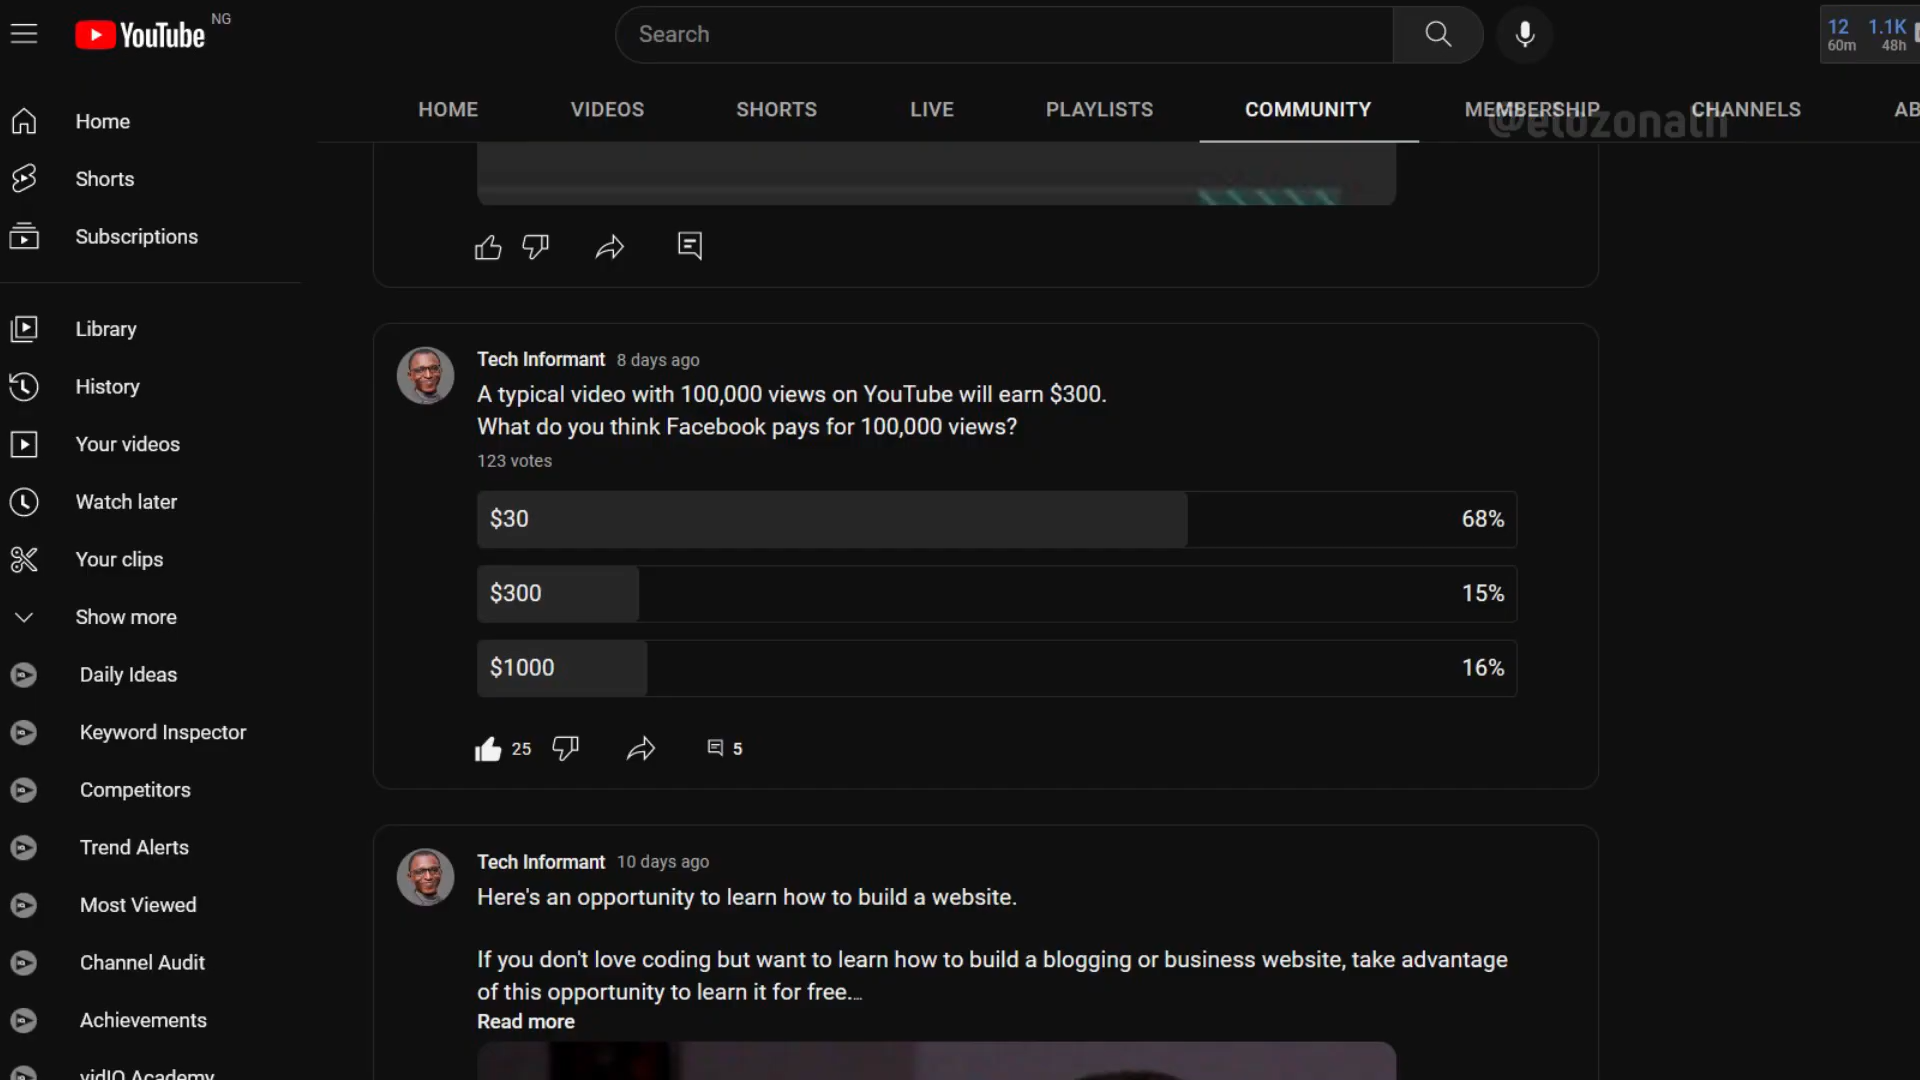 YouTube NG
Search
12 1.1K
60m 48h
HOME VIDEOS SHORTS LIVE PLAYLISTS COMMUNITY MEMBERSHIP CHANNELS AB
Home
Shorts
Subscriptions
Library
History
Your videos
Watch later
Your clips
Show more
Daily Ideas
Keyword Inspector
Competitors
Trend Alerts
Most Viewed
Channel Audit
Achievements
vidIQ Academy
Tech Informant 8 days ago
A typical video with 100,000 views on YouTube will earn $300.
What do you think Facebook pays for 100,000 views?
123 votes
$30 68%
$300 15%
$1000 16%
25 5
Tech Informant 10 days ago
Here's an opportunity to learn how to build a website.
If you don't love coding but want to learn how to build a blogging or business website, take advantage
of this opportunity to learn it for free...
Read more